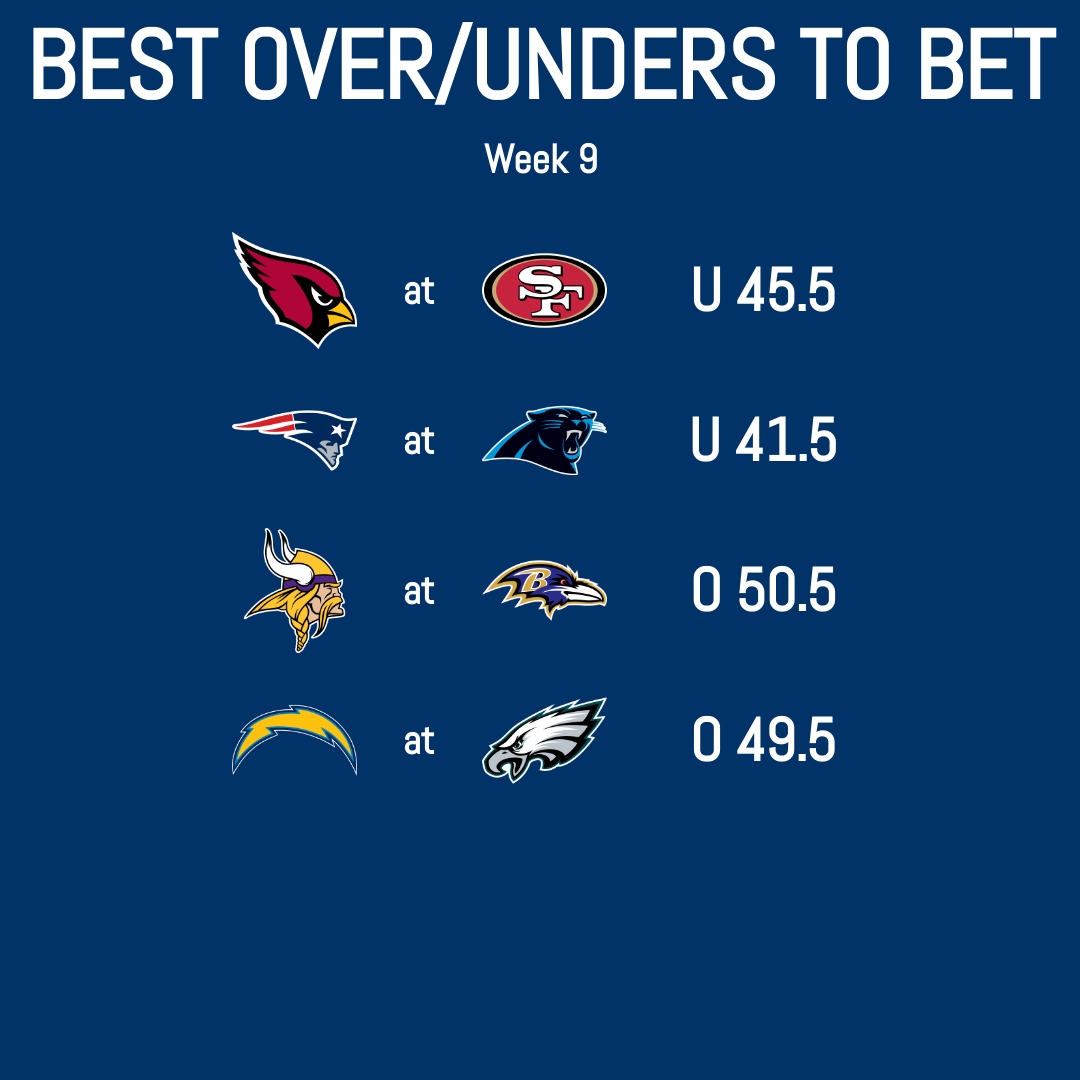 BEST OVER/UNDERS TO BET
Week 9
at SF U 45.5
at U 41.5
at B O 50.5
at O 49.5